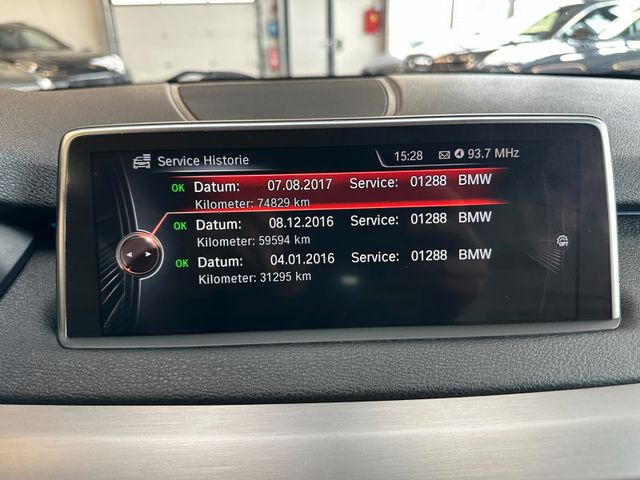 Service Historie 15:28 93.7 MHz
OK Datum: 07.08.2017 Service: 01288 BMW
Kilometer: 74829 km
OK Datum: 08.12.2016 Service: 01288 BMW
Kilometer: 59594 km
OK Datum: 04.01.2016 Service: 01288 BMW
Kilometer: 31295 km
OPT